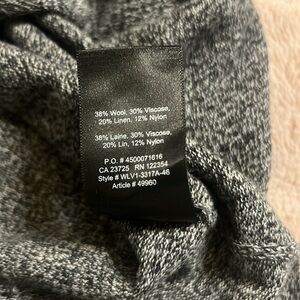 38% Wool, 30% Viscose,
20% Linen, 12% Nylon
38% Laine, 30% Viscose,
20% Lin, 12% Nylon
P.O. # 4500071616
CA 23725 RN 122354
Style # WLV1-3317A-46
Article # 49960